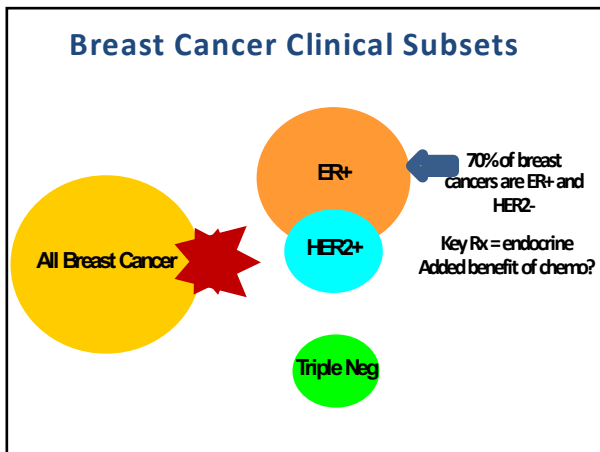 Breast Cancer Clinical Subsets
All Breast Cancer
ER+
HER2+
Triple Neg
70% of breast
cancers are ER+ and
HER2-
Key Rx = endocrine
Added benefit of chemo?